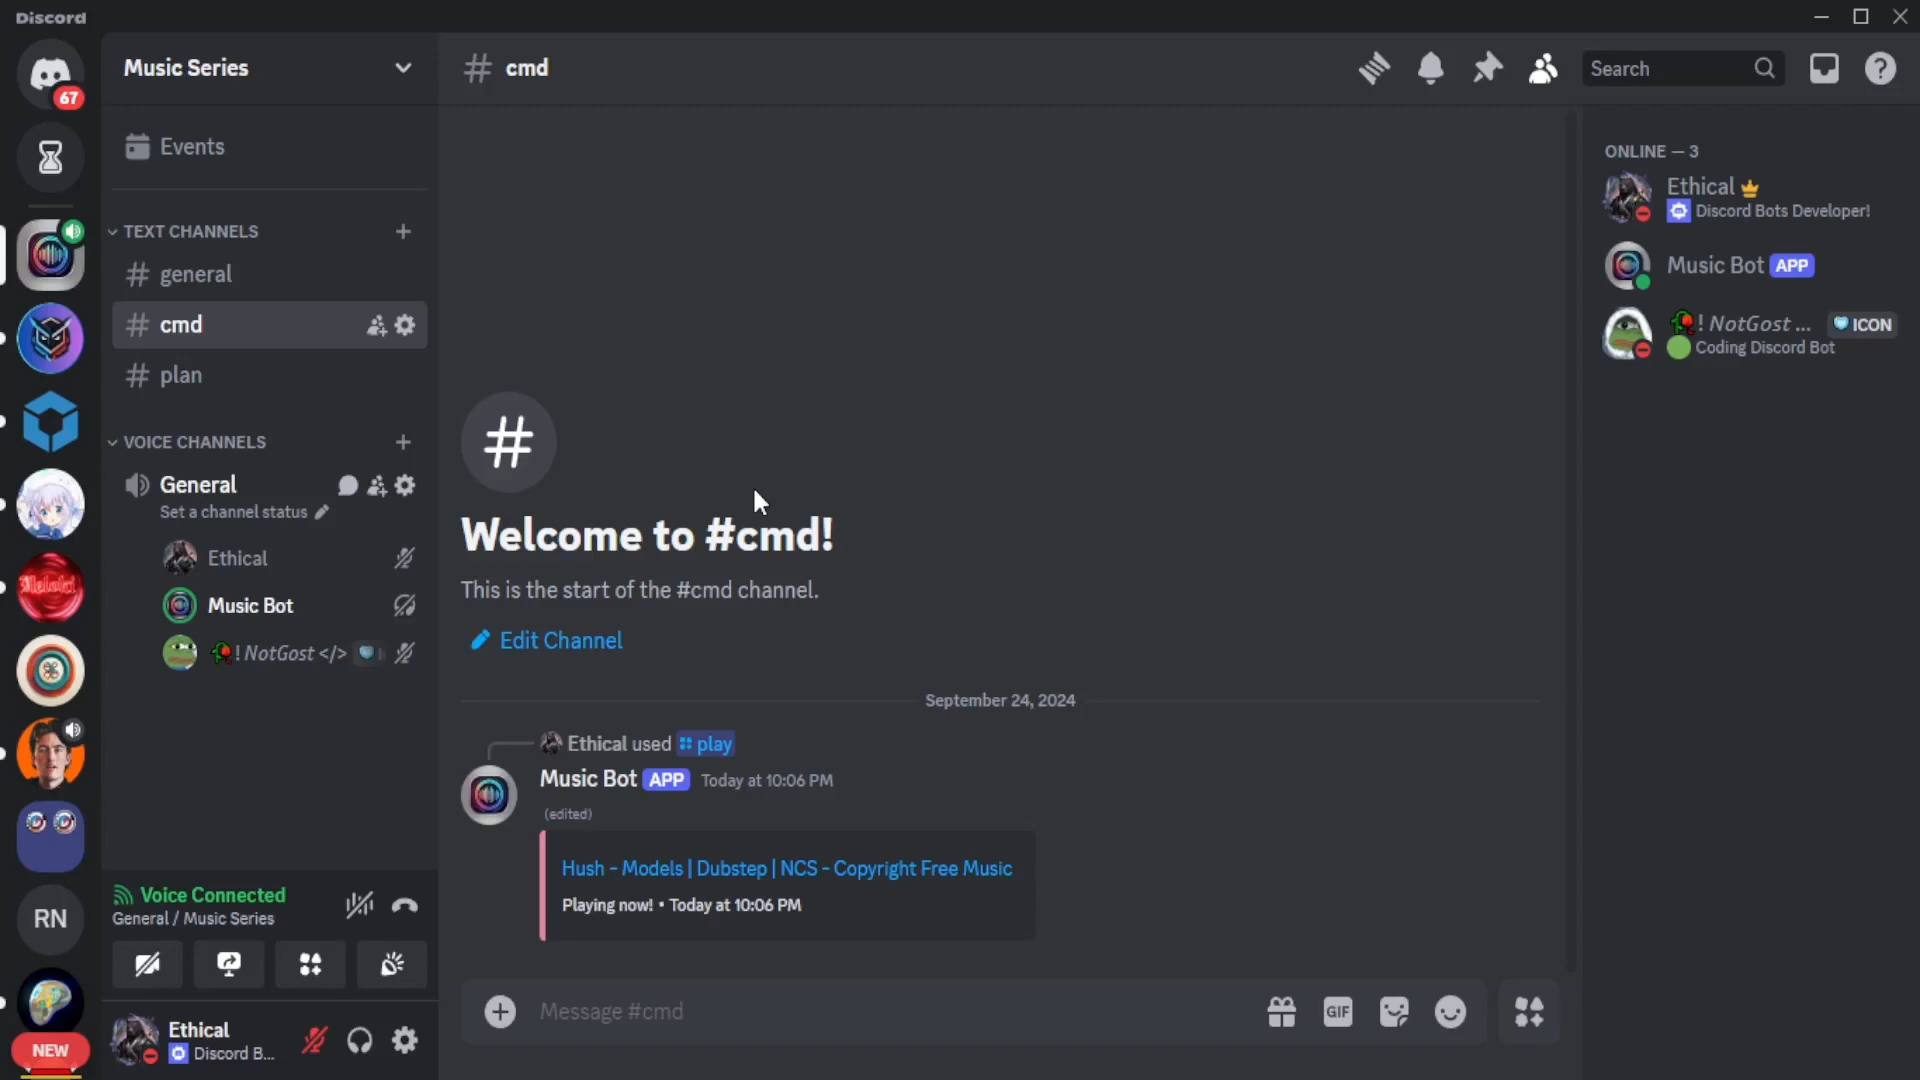 Discord
67
Music Series
Events
TEXT CHANNELS
general
cmd
plan
VOICE CHANNELS
General
Set a channel status
Ethical
Music Bot
! NotGost </>
Voice Connected
General / Music Series
RN
NEW
Ethical
Discord B...
# cmd
Search
Welcome to #cmd!
This is the start of the #cmd channel.
Edit Channel
September 24, 2024
Ethical used play
Music Bot APP Today at 10:06 PM
(edited)
Hush - Models | Dubstep | NCS - Copyright Free Music
Playing now! • Today at 10:06 PM
Message #cmd
GIF
ONLINE — 3
Ethical
Discord Bots Developer!
Music Bot APP
! NotGost ... ICON
Coding Discord Bot